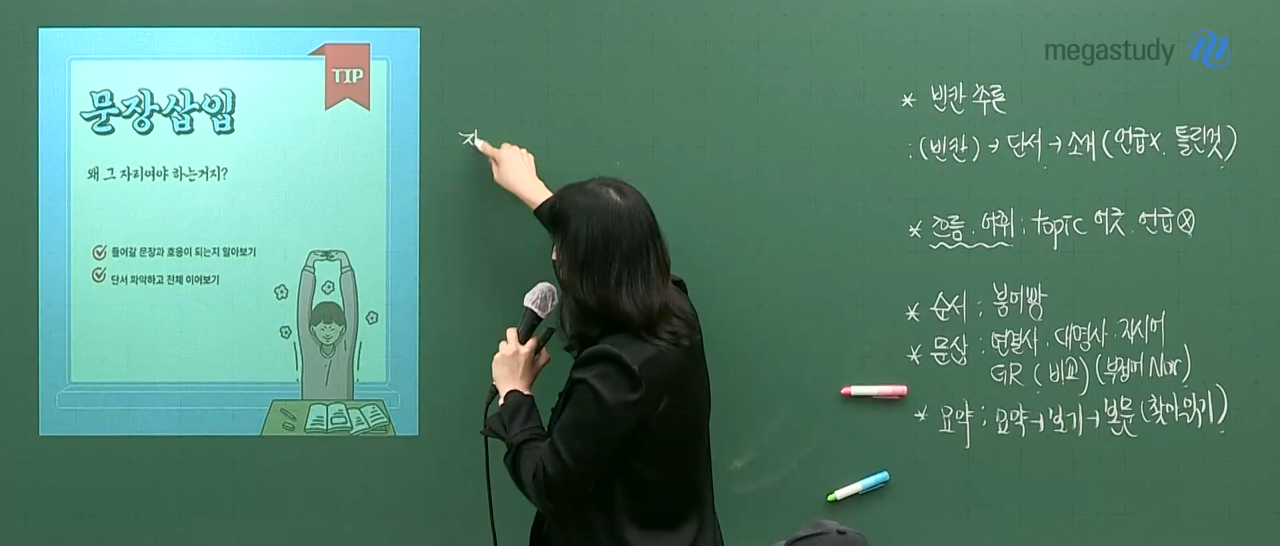 megastudy
TIP
문장삽입
왜 그 자리여야 하는거지?
들어갈 문장과 호응이 되는지 알아보기
단서 파악하고 전체 이어보기
지
* 빈칸 추론
: (빈칸) → 단서 → 소개 (언급X. 틀린것)
* 흐름. 어휘 : topic 어긋. 언급ⓧ
* 순서 : 붕어빵
* 문삽 : 연결사. 대명사. 지시어
GR (비교) (부정어 Nor)
* 요약 : 요약→보기→본문 (찾아 읽기)